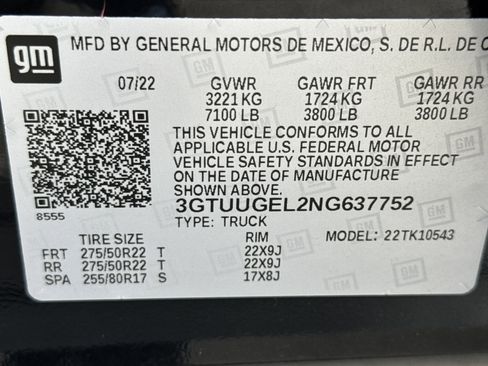 gm
MFD BY GENERAL MOTORS DE MEXICO, S. DE R.L. DE C
07/22 GVWR GAWR FRT GAWR RR
3221 KG 1724 KG 1724 KG
7100 LB 3800 LB 3800 LB
THIS VEHICLE CONFORMS TO ALL
APPLICABLE U.S. FEDERAL MOTOR
VEHICLE SAFETY STANDARDS IN EFFECT
ON THE DATE OF MANUFACTURE
SHOWN ABOVE.
8555
3GTUUGEL2NG637752
TYPE: TRUCK
TIRE SIZE RIM MODEL: 22TK10543
FRT 275/50R22 T 22X9J
RR 275/50R22 T 22X9J
SPA 255/80R17 S 17X8J